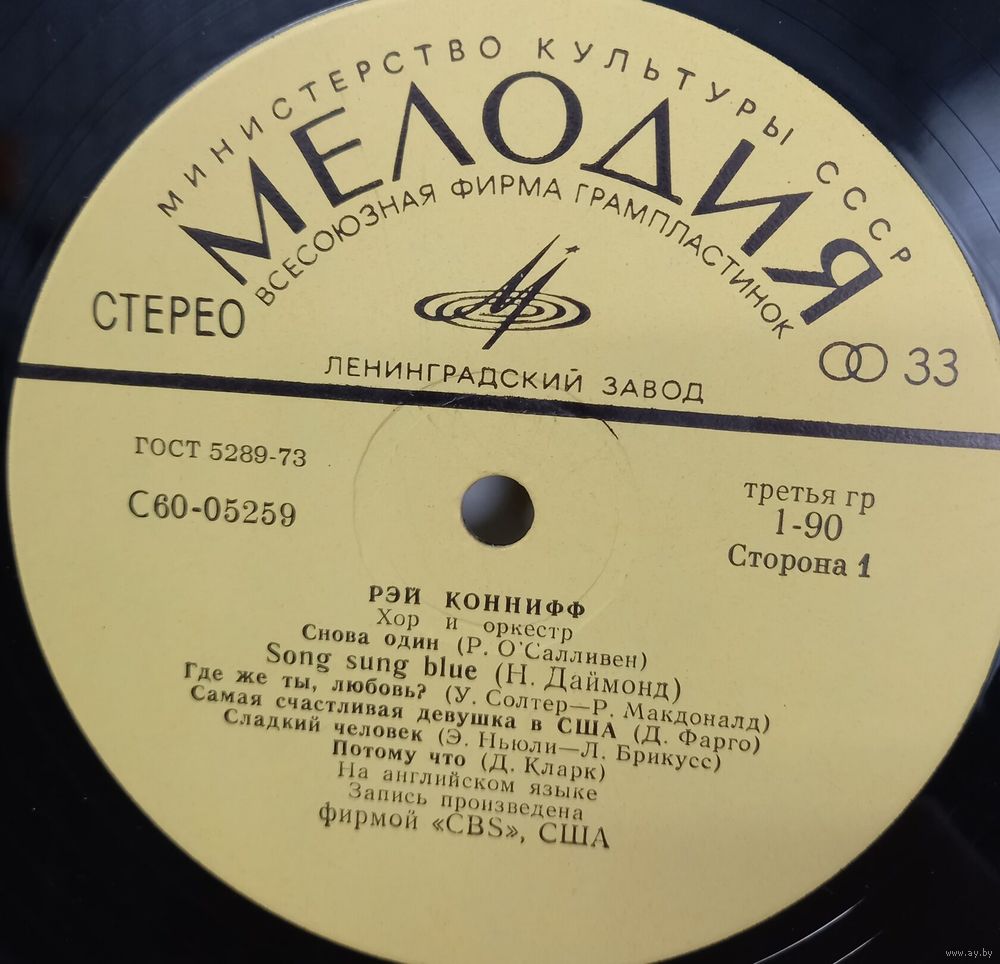 МИНИСТЕРСТВО КУЛЬТУРЫ СССР
МЕЛОДИЯ
ВСЕСОЮЗНАЯ ФИРМА ГРАМПЛАСТИНОК
СТЕРЕО
33
ЛЕНИНГРАДСКИЙ ЗАВОД
ГОСТ 5289-73
С60-05259
третья гр
1-90
Сторона 1
РЭЙ КОННИФФ
Хор и оркестр
Снова один (Р. О'Салливен)
Song sung blue (Н. Даймонд)
Где же ты, любовь? (У. Солтер—Р. Макдоналд)
Самая счастливая девушка в США (Д. Фарго)
Сладкий человек (Э. Ньюли—Л. Брикусс)
Потому что (Д. Кларк)
На английском языке
Запись произведена
фирмой «CBS», США
www.ay.by